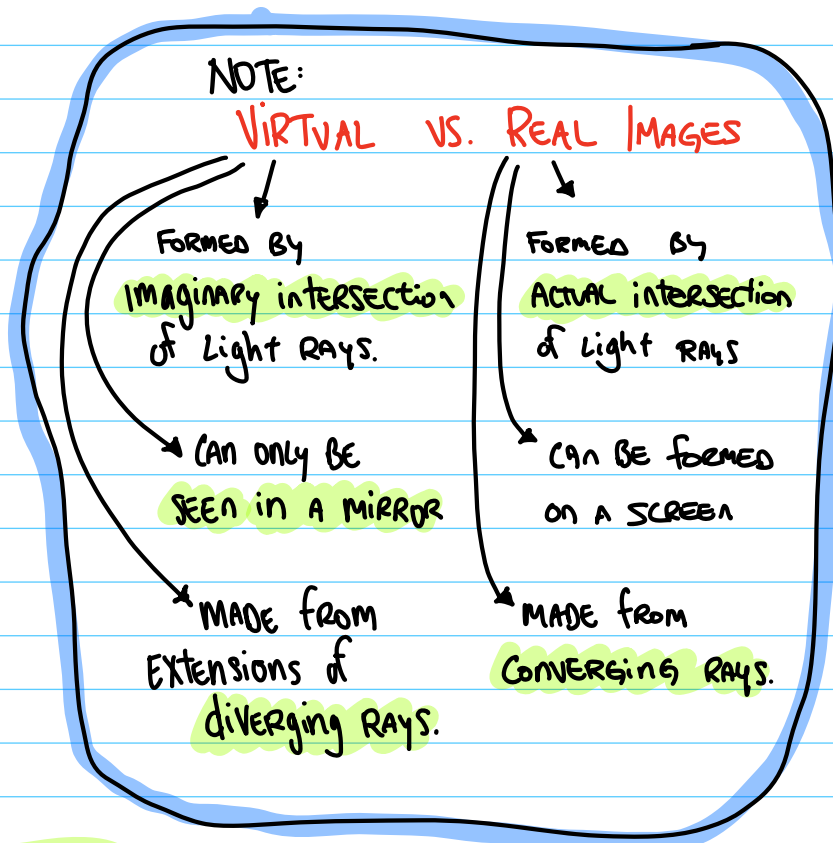 NOTE:
VIRTUAL VS. REAL IMAGES
FORMED BY
Imaginary intersection
of Light RAYS.
CAN ONLY BE
SEEN in A MIRROR
MADE from
Extensions of
diverging RAYS.
FORMED BY
ACTUAL intersection
of Light RAYS
CAN BE formed
on A SCREEN
MADE from
CONVERGING RAYS.